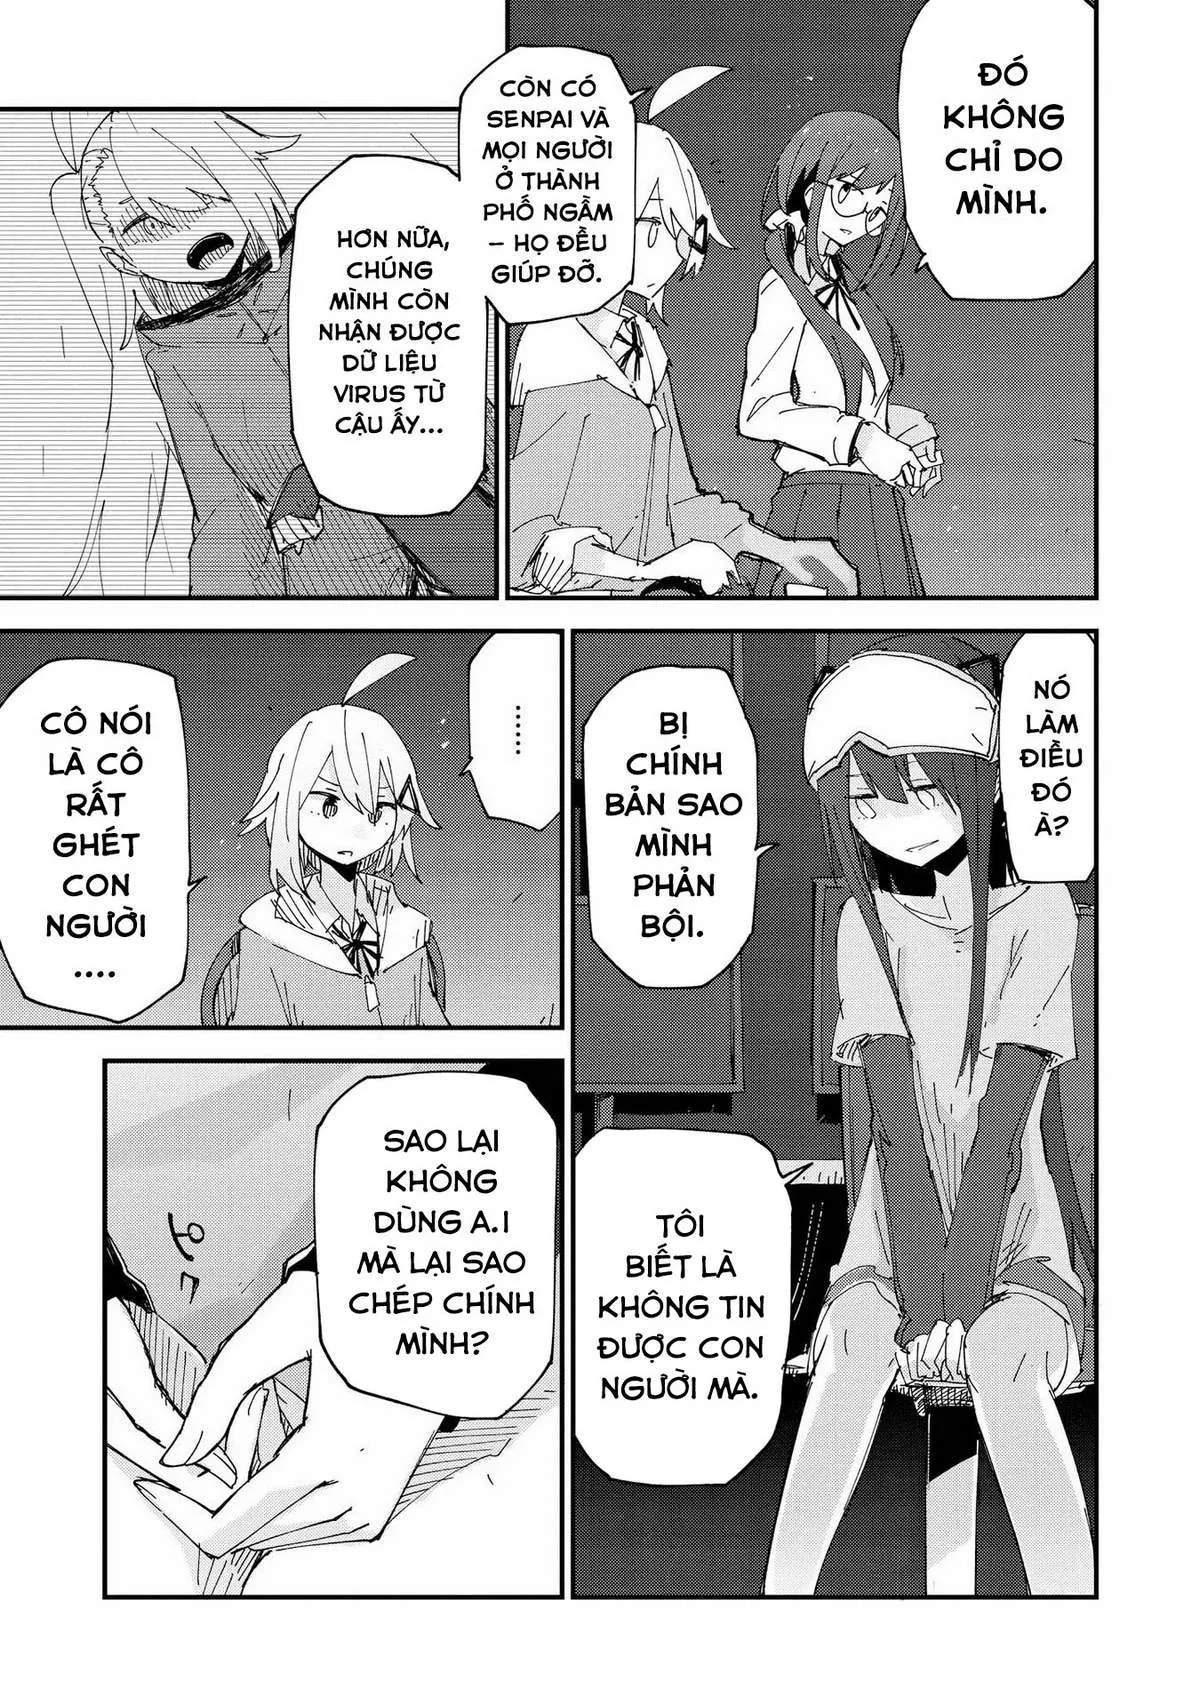 ĐÓ
KHÔNG
CHỈ DO
MÌNH.
CÒN CÓ
SENPAI VÀ
MỌI NGƯỜI
Ở THÀNH
PHỐ NGẦM
– HỌ ĐỀU
GIÚP ĐỠ.
HƠN NỮA,
CHÚNG
MÌNH CÒN
NHẬN ĐƯỢC
DỮ LIỆU
VIRUS TỪ
CẬU ẤY...
NÓ
LÀM
ĐIỀU
ĐÓ
À?
BỊ
CHÍNH
BẢN SAO
MÌNH
PHẢN
BỘI.
TÔI
BIẾT LÀ
KHÔNG TIN
ĐƯỢC CON
NGƯỜI MÀ.
......
CÔ NÓI
LÀ CÔ
RẤT
GHÉT
CON
NGƯỜI
....
SAO LẠI
KHÔNG
DÙNG A.I
MÀ LẠI SAO
CHÉP CHÍNH
MÌNH?